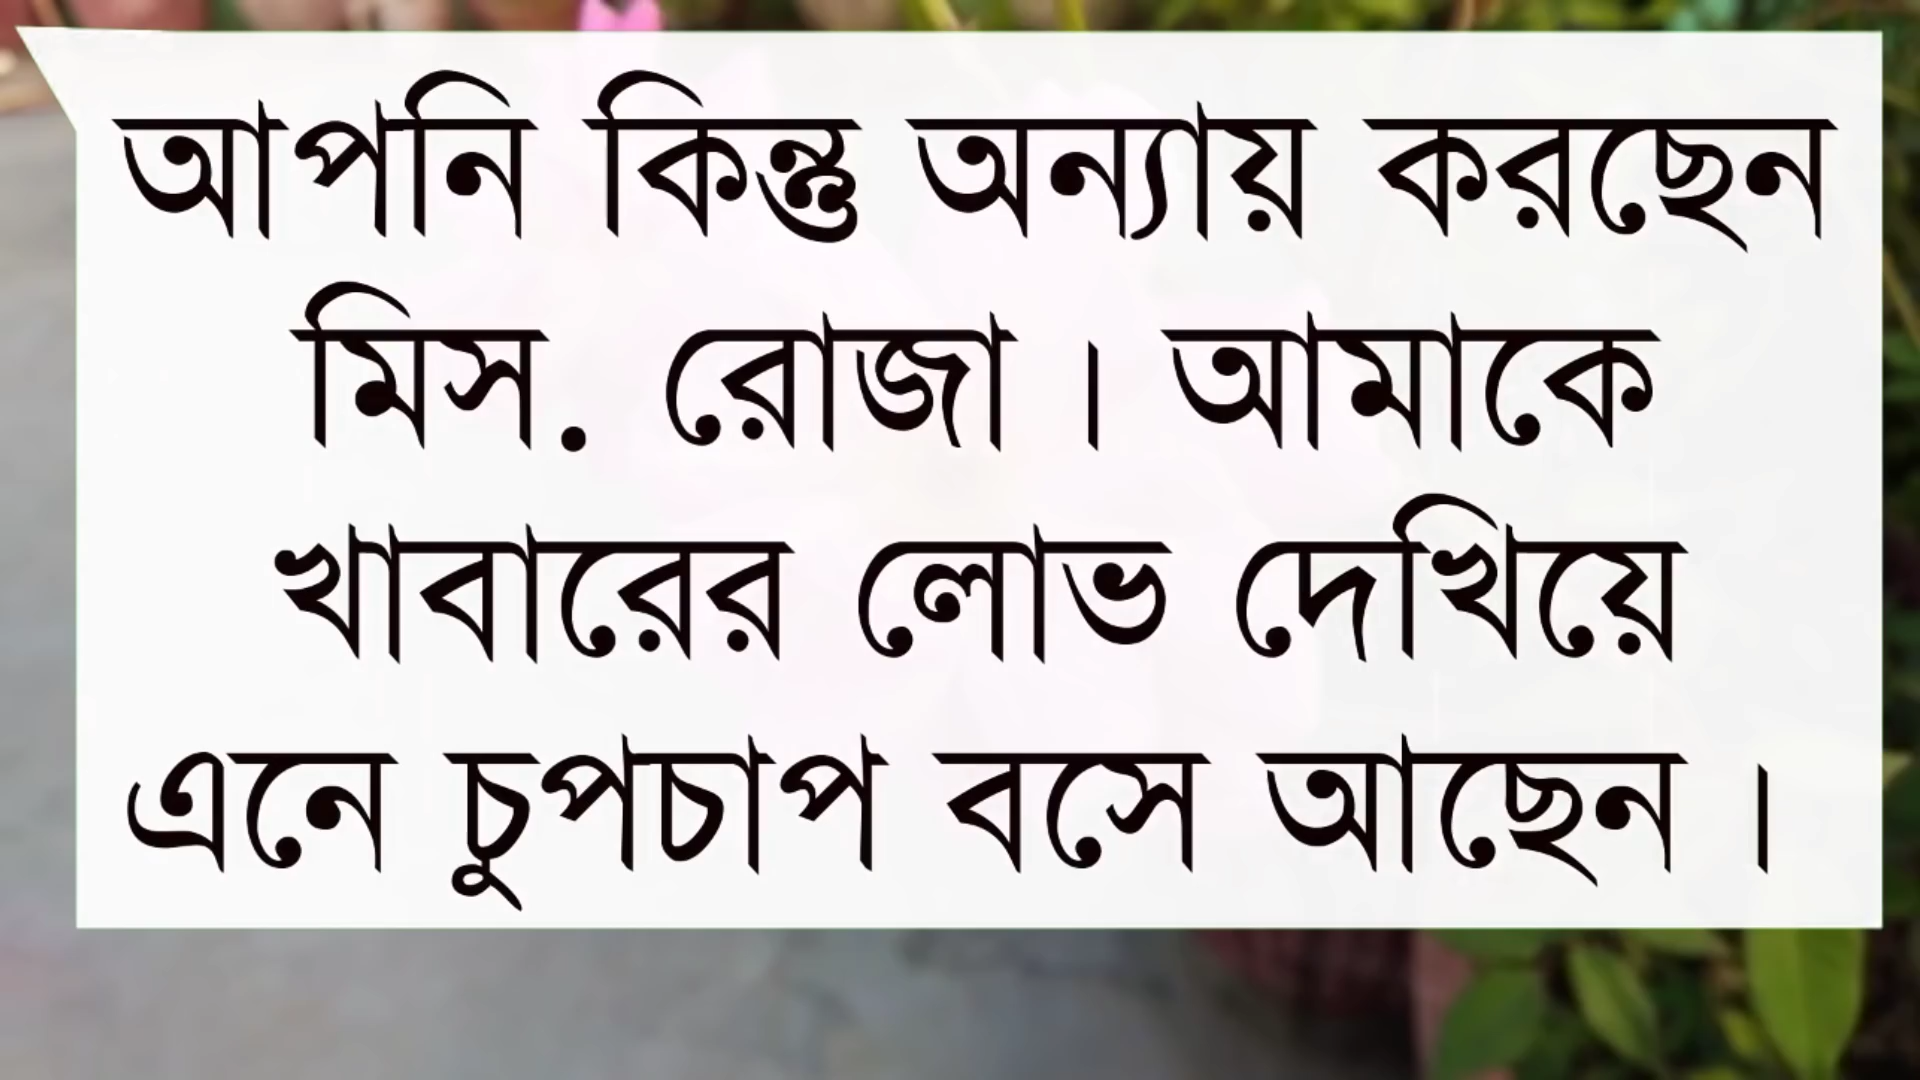 আপনি কিন্তু অন্যায় করছেন
মিস. রোজা । আমাকে
খাবারের লোভ দেখিয়ে
এনে চুপচাপ বসে আছেন ।